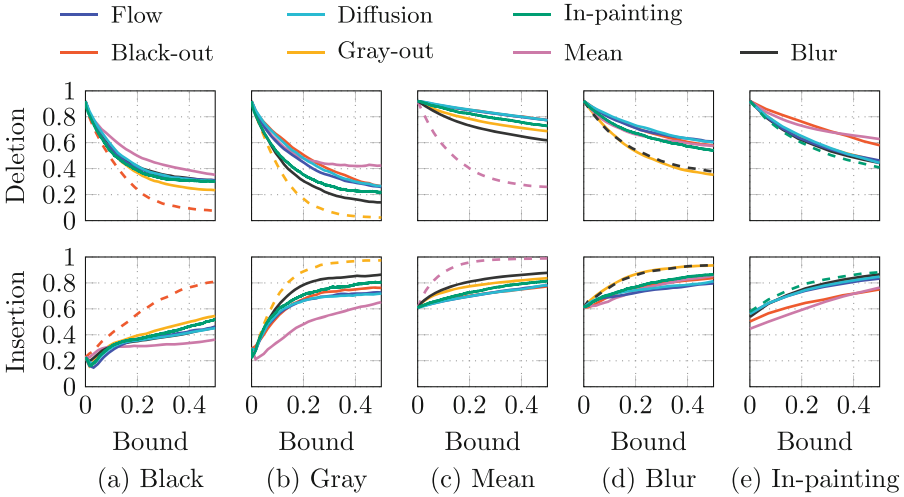 Flow Diffusion In-painting
Black-out Gray-out Mean Blur
Deletion
1
0.8
0.6
0.4
0.2
0
Insertion
1
0.8
0.6
0.4
0.2
0
0 0.2 0.4 0 0.2 0.4 0 0.2 0.4 0 0.2 0.4 0 0.2 0.4
Bound Bound Bound Bound Bound
(a) Black (b) Gray (c) Mean (d) Blur (e) In-painting